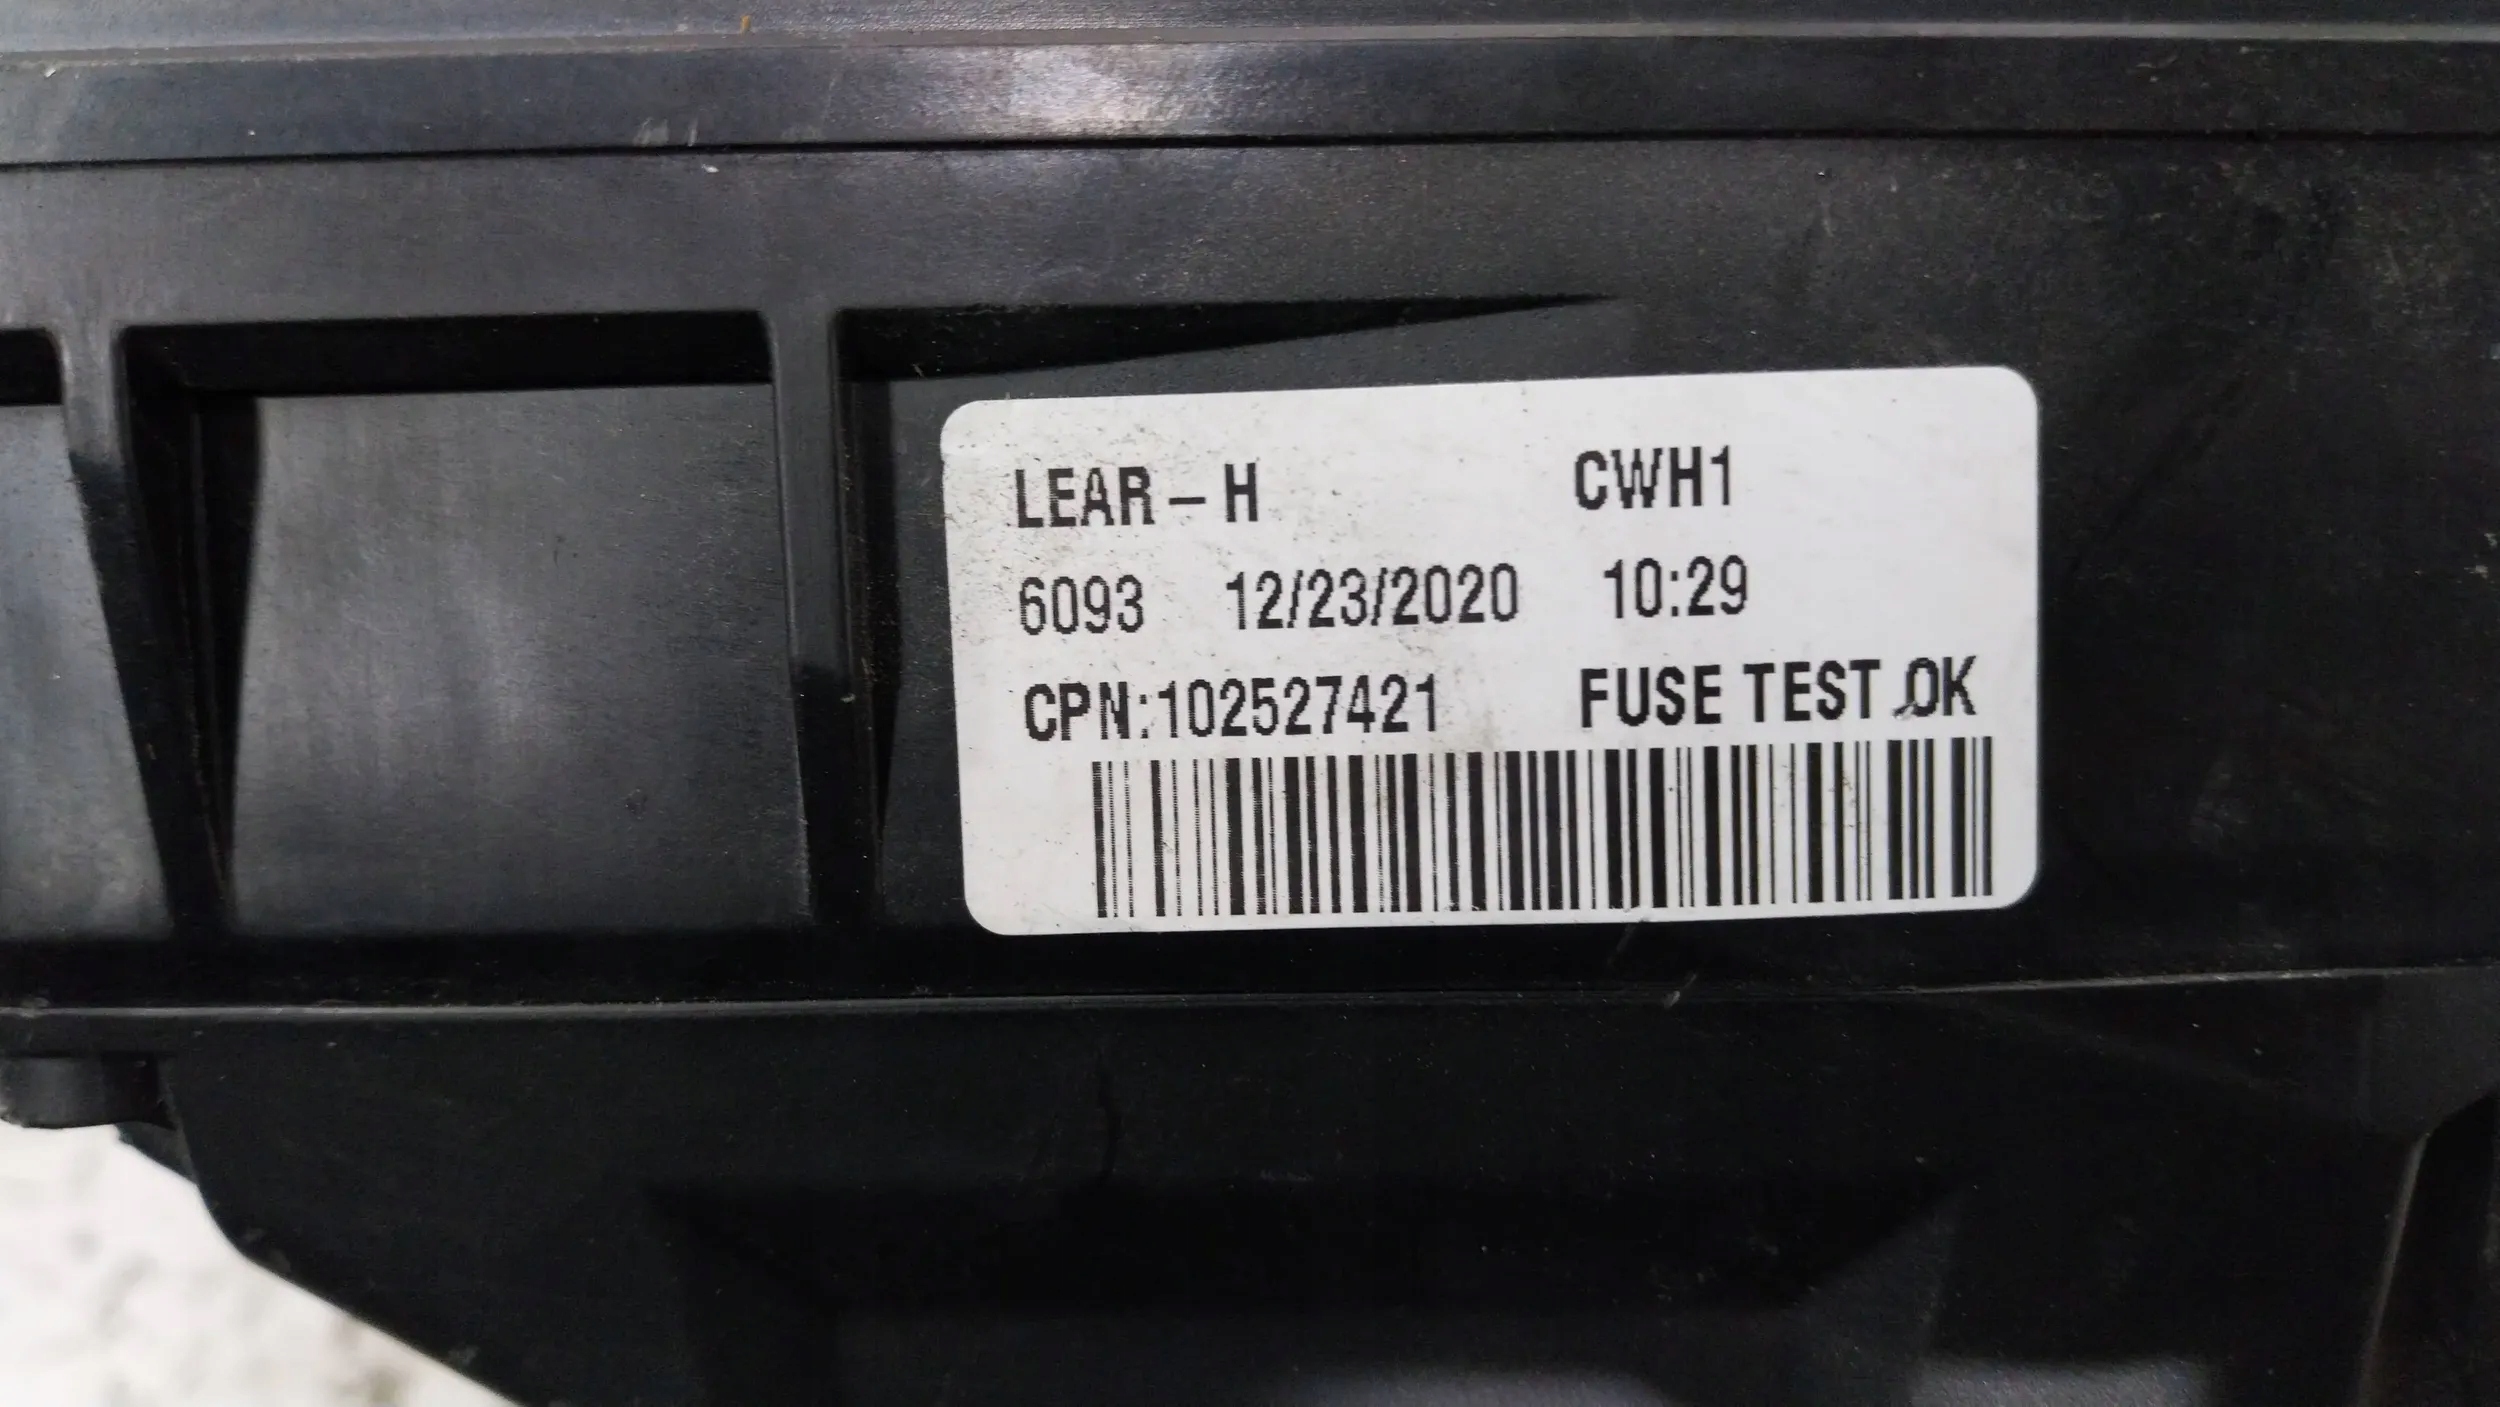 LEAR – H CWH1
6093 12/23/2020 10:29
CPN:102527421 FUSE TEST OK